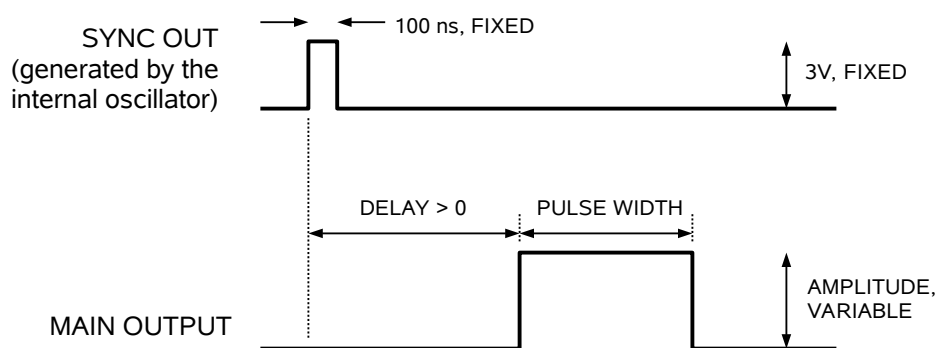 100 ns, FIXED
SYNC OUT
(generated by the
internal oscillator)
3V, FIXED
DELAY > 0
PULSE WIDTH
AMPLITUDE,
VARIABLE
MAIN OUTPUT